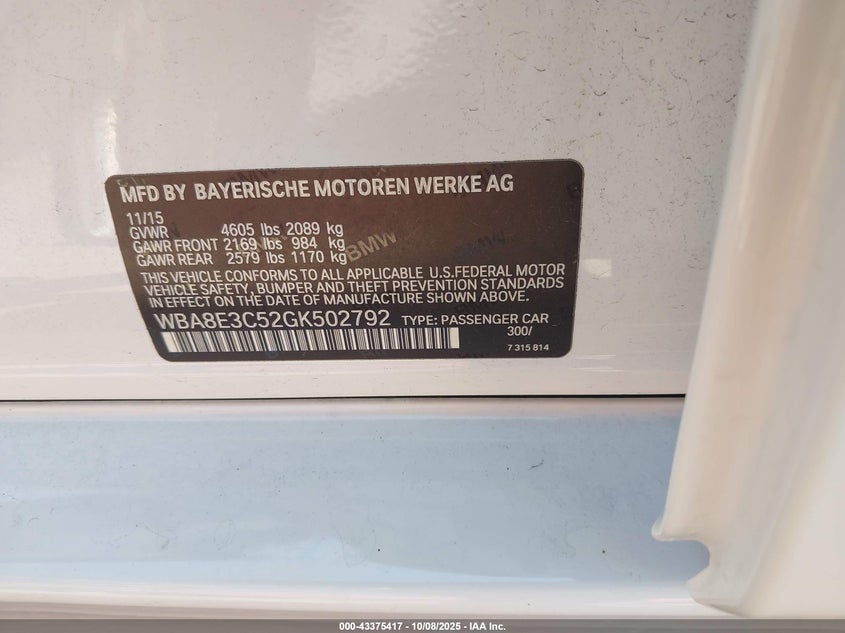 MFD BY BAYERISCHE MOTOREN WERKE AG
11/15
GVWR 4605 lbs 2089 kg
GAWR FRONT 2169 lbs 984 kg
GAWR REAR 2579 lbs 1170 kg
BMW
THIS VEHICLE CONFORMS TO ALL APPLICABLE U.S.FEDERAL MOTOR
VEHICLE SAFETY, BUMPER AND THEFT PREVENTION STANDARDS
IN EFFECT ON THE DATE OF MANUFACTURE SHOWN ABOVE.
WBA8E3C52GK502792 TYPE: PASSENGER CAR
300/
7 315 814
000-43375417 - 10/08/2025 - IAA Inc.